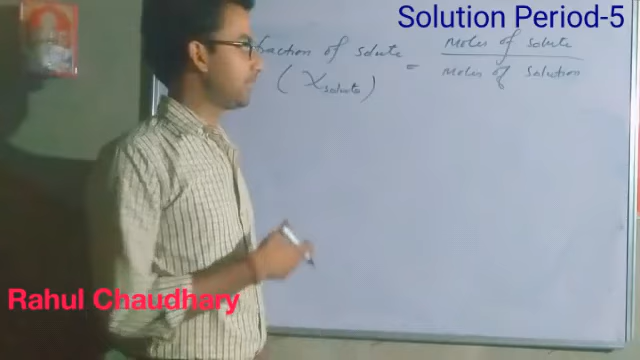 Solution Period-5
fraction of solute = moles of solute / moles of solution
(X solute)
Rahul Chaudhary